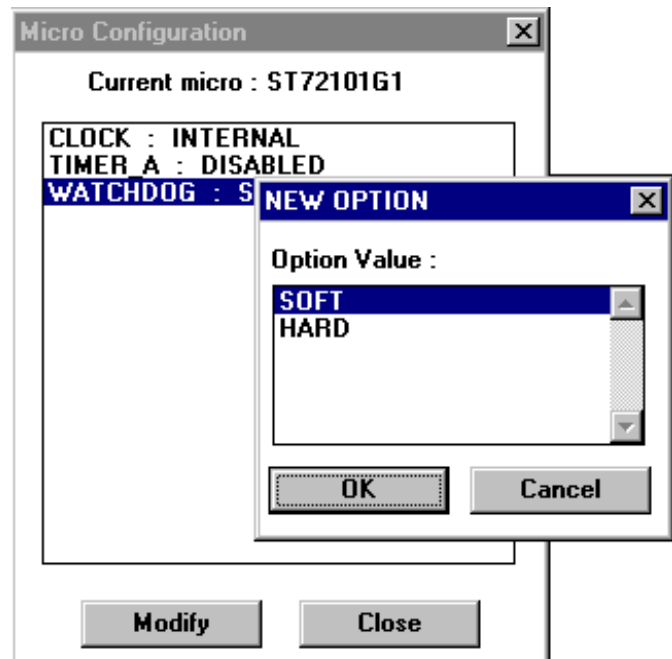 Micro Configuration
Current micro : ST72101G1
CLOCK : INTERNAL
TIMER_A : DISABLED
WATCHDOG : S
NEW OPTION
Option Value :
SOFT
HARD
OK
Cancel
Modify
Close